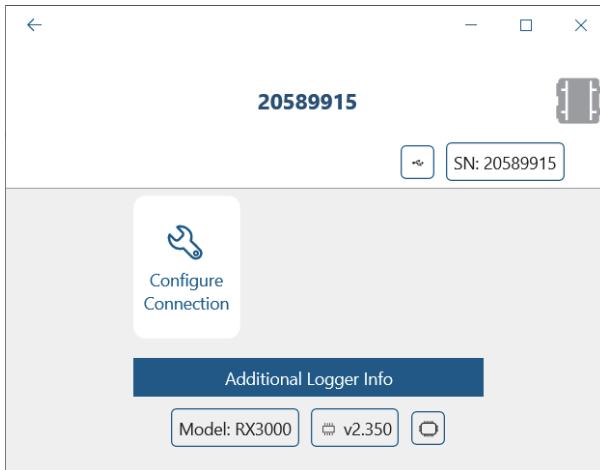 20589915
SN: 20589915
Configure
Connection
Additional Logger Info
Model: RX3000
v2.350